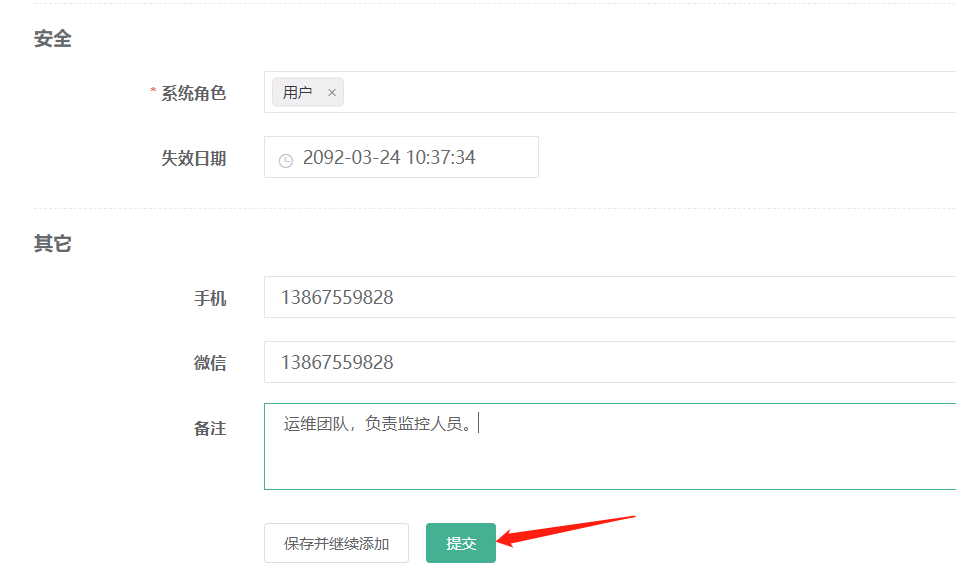 安全
* 系统角色 用户 ×
失效日期 2092-03-24 10:37:34
其它
手机 13867559828
微信 13867559828
备注 运维团队，负责监控人员。
保存并继续添加 提交